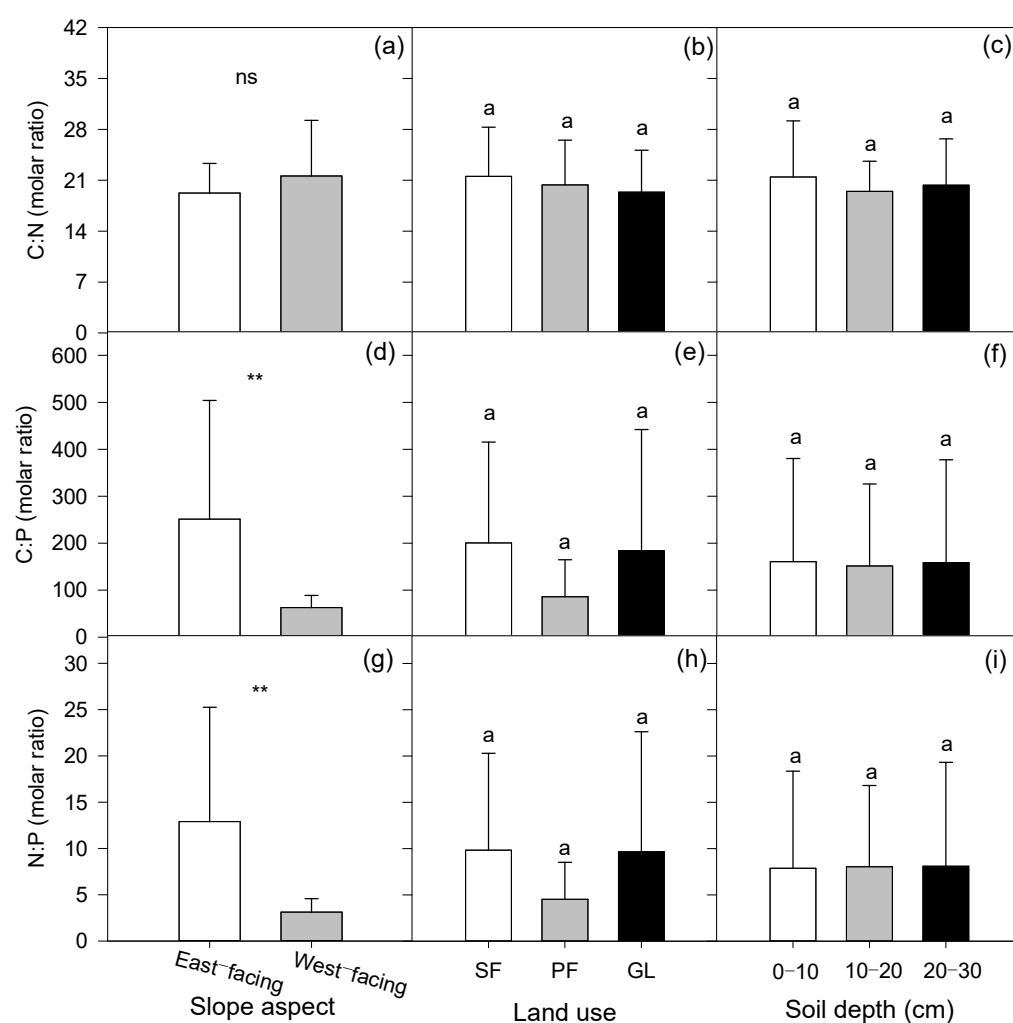 42
35
28
21
14
7
0
C:N (molar ratio)
(a)
ns
(b)
a
a
a
(c)
a
a
a
600
500
400
300
200
100
0
C:P (molar ratio)
(d)
**
(e)
a
a
a
(f)
a
a
a
30
25
20
15
10
5
0
N:P (molar ratio)
(g)
**
(h)
a
a
a
(i)
a
a
a
East-facing
West-facing
Slope aspect
SF
PF
GL
Land use
0-10
10-20
20-30
Soil depth (cm)